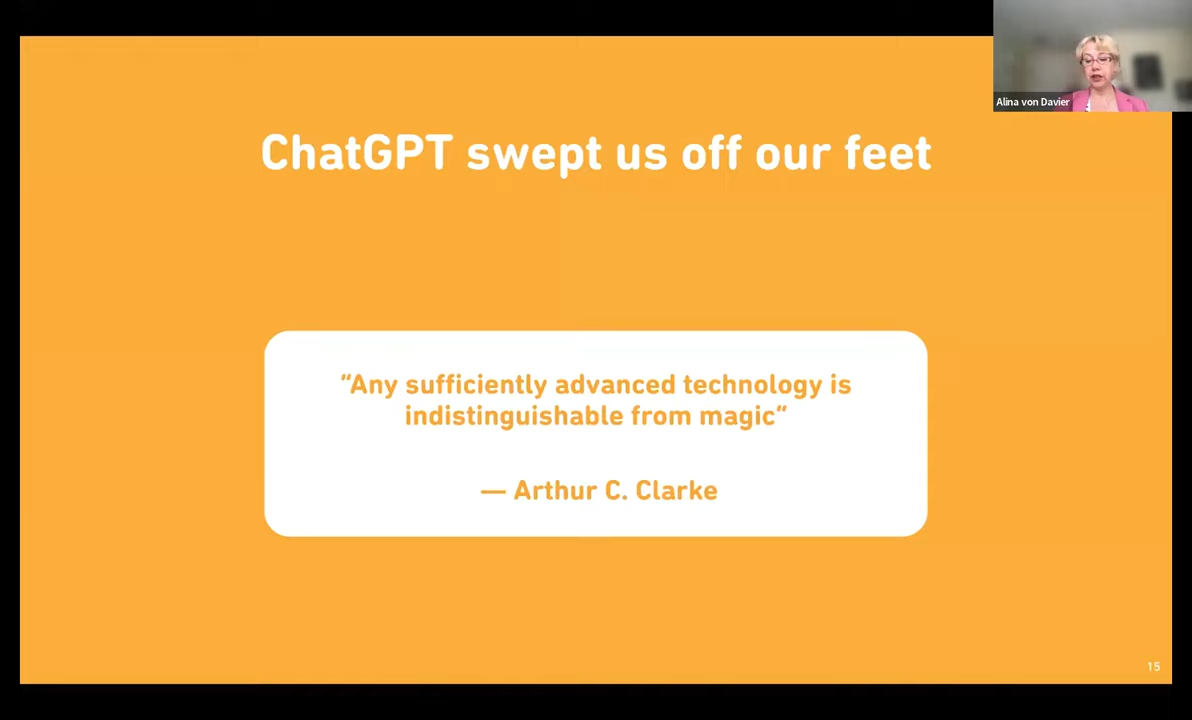 Alina von Davier
ChatGPT swept us off our feet
“Any sufficiently advanced technology is
indistinguishable from magic”
— Arthur C. Clarke
15